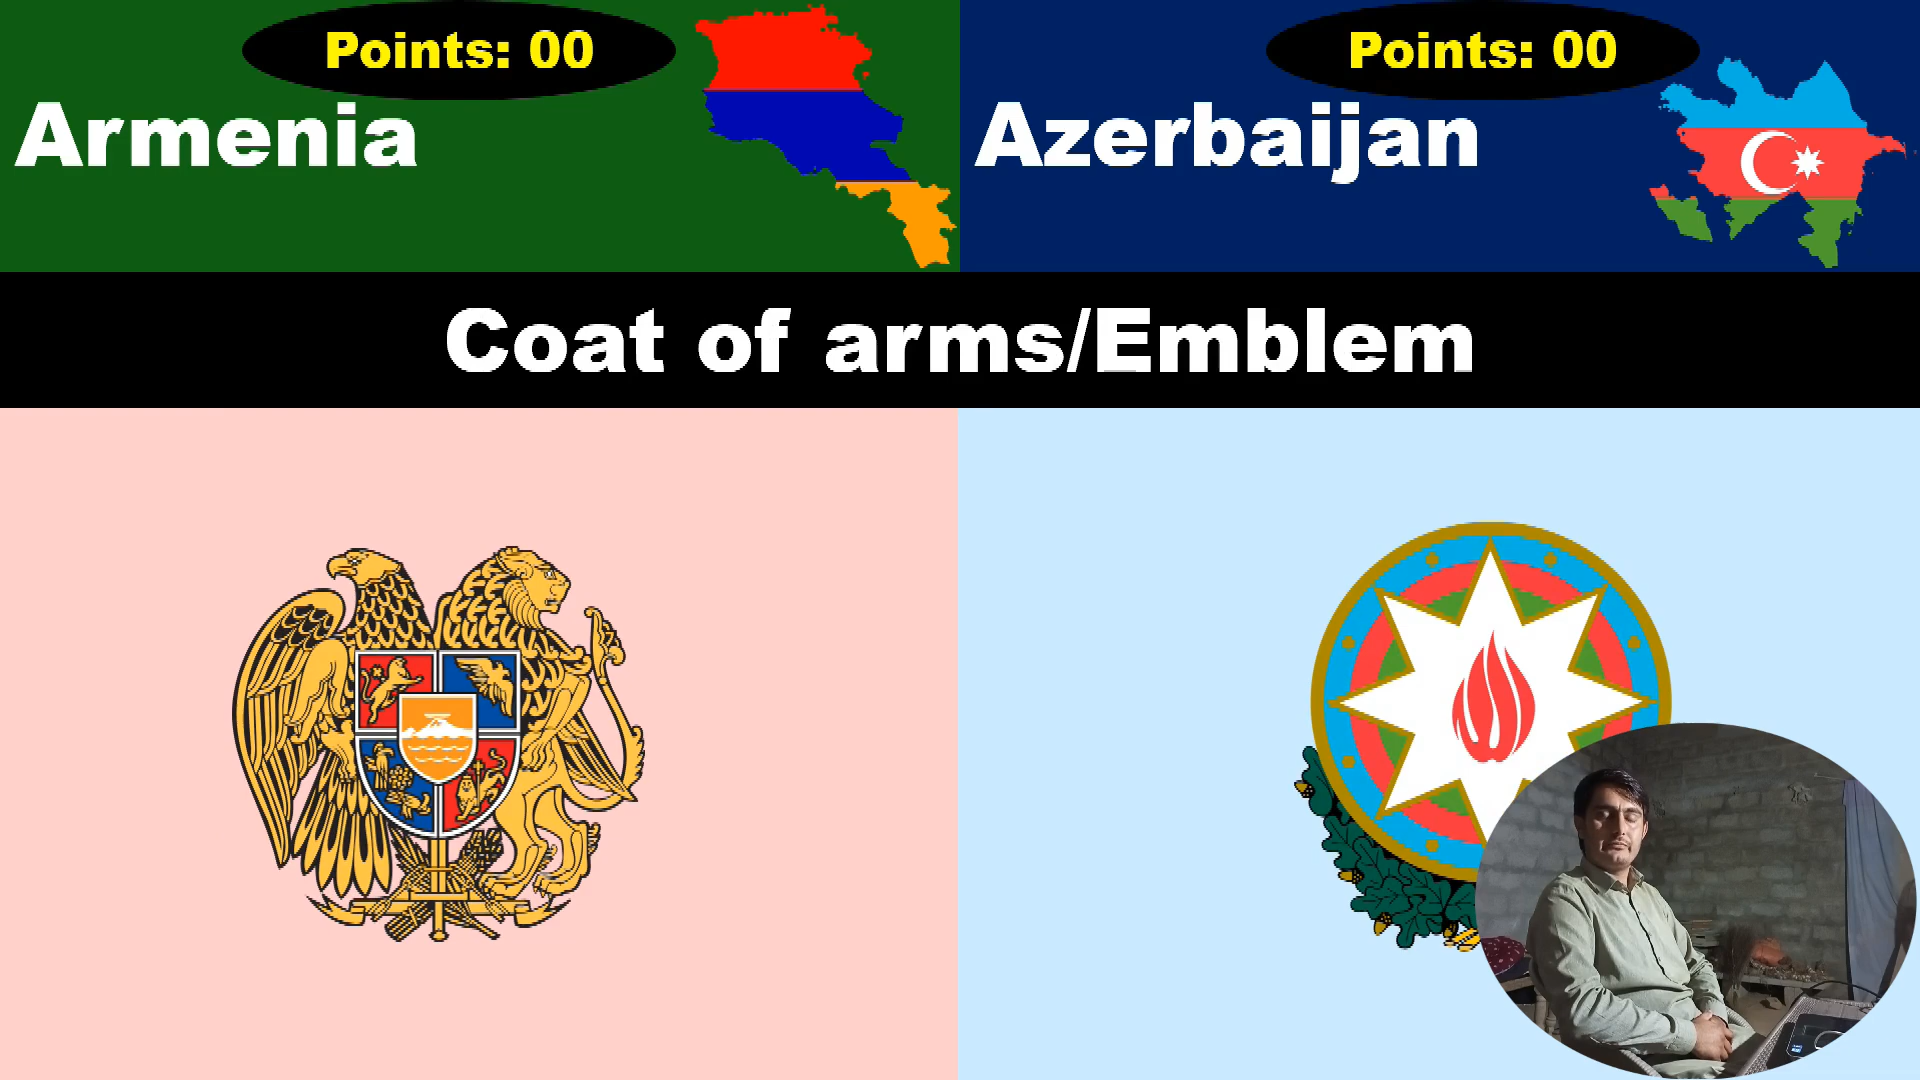 Points: 00
Armenia
Points: 00
Azerbaijan
Coat of arms/Emblem